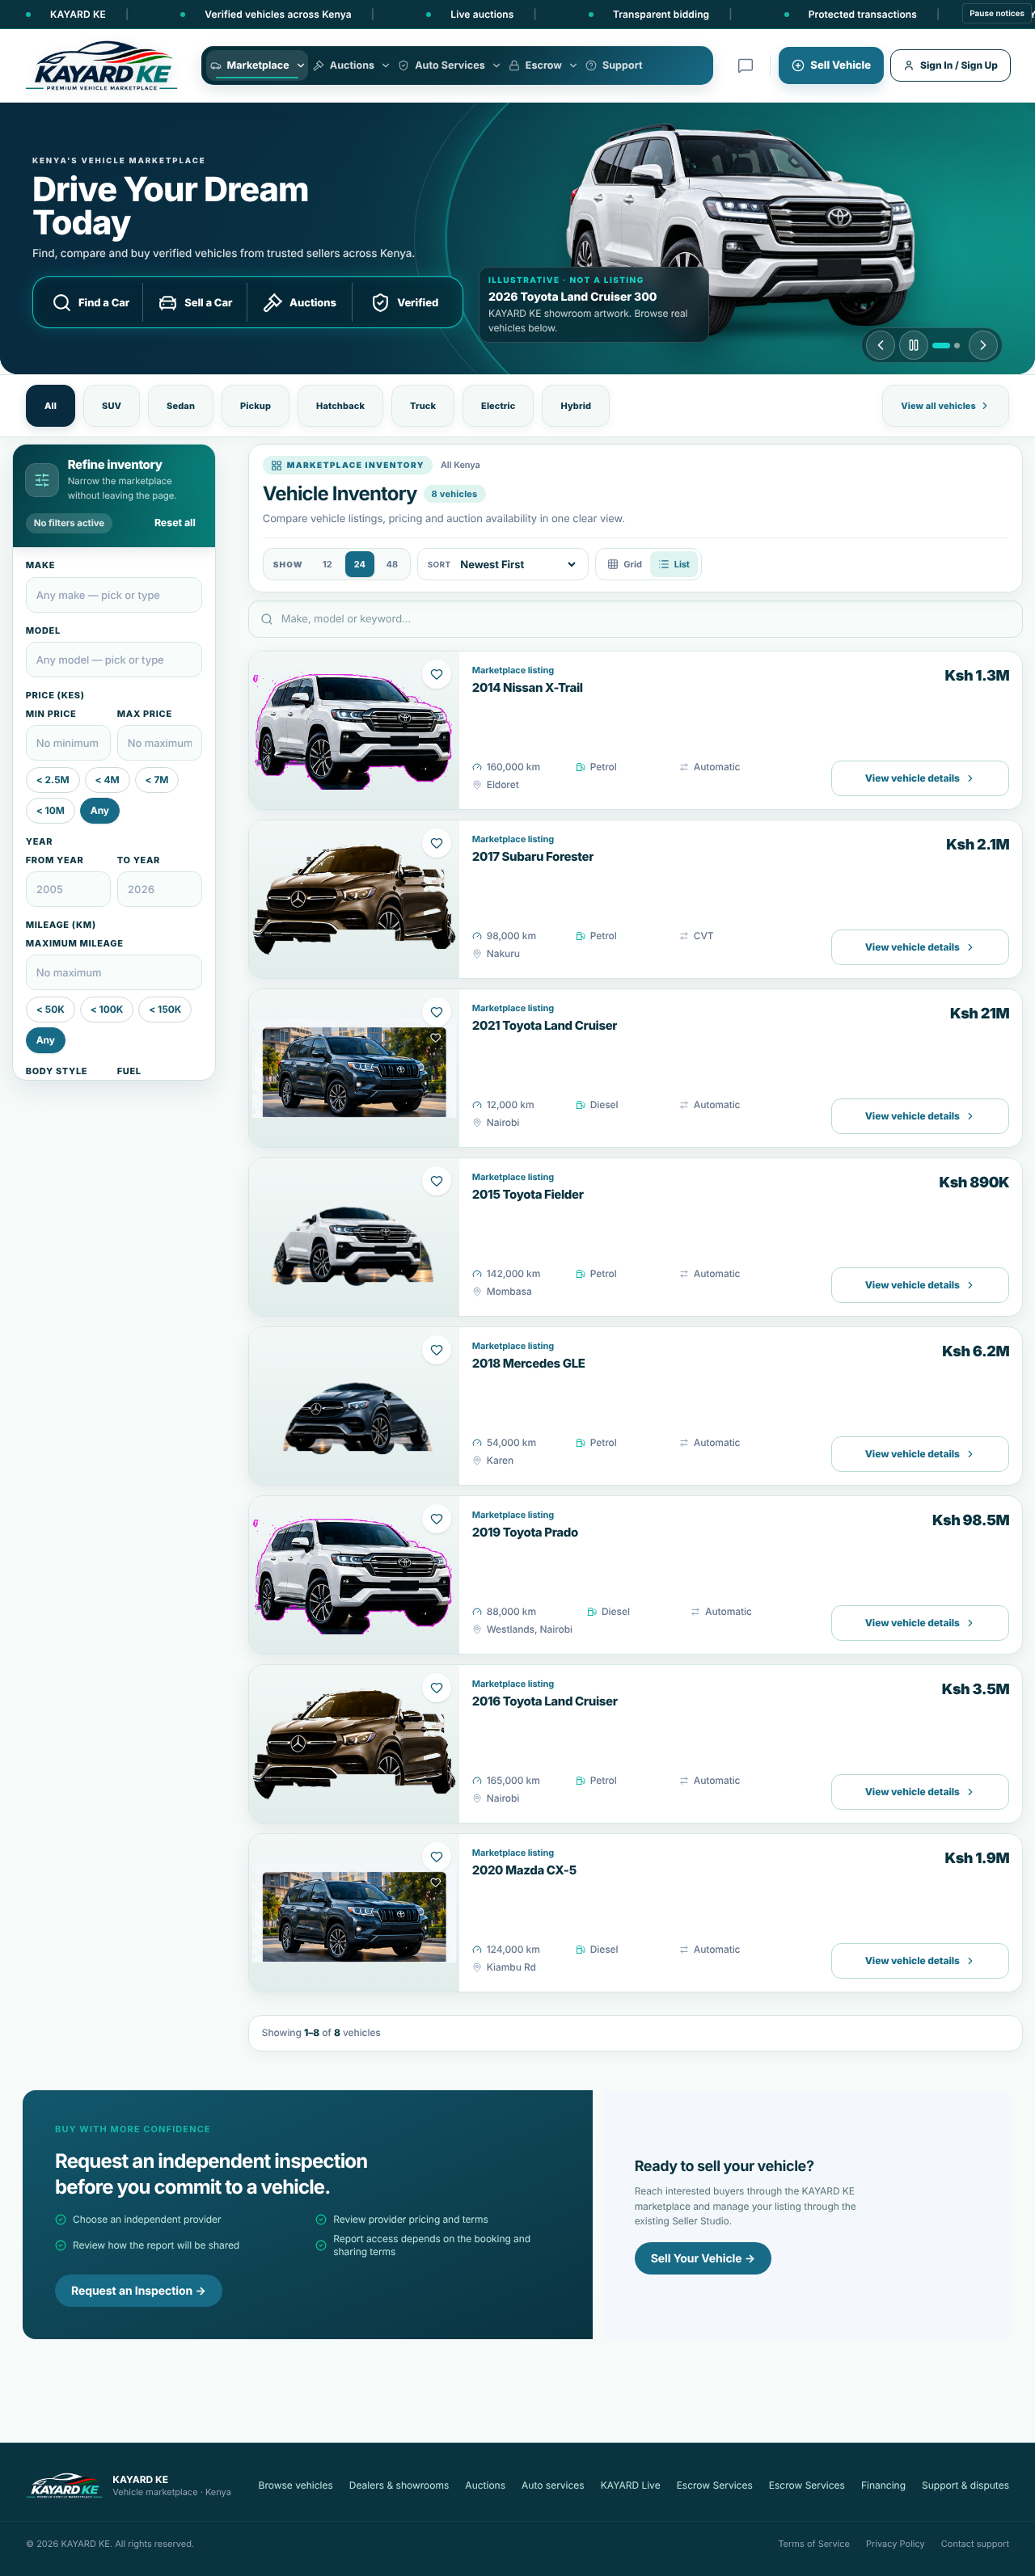 KAYARD KE
Verified vehicles across Kenya
Live auctions
Transparent bidding
Protected transactions
Pause notices
KAYARD KE
PREMIUM VEHICLE MARKETPLACE
Marketplace
Auctions
Auto Services
Escrow
Support
Sell Vehicle
Sign In / Sign Up
KENYA'S VEHICLE MARKETPLACE
Drive Your Dream
Today
Find, compare and buy verified vehicles from trusted sellers across Kenya.
Find a Car
Sell a Car
Auctions
Verified
ILLUSTRATIVE · NOT A LISTING
2026 Toyota Land Cruiser 300
KAYARD KE showroom artwork. Browse real
vehicles below.
All
SUV
Sedan
Pickup
Hatchback
Truck
Electric
Hybrid
View all vehicles
Refine inventory
Narrow the marketplace
without leaving the page.
No filters active
Reset all
MAKE
Any make — pick or type
MODEL
Any model — pick or type
PRICE (KES)
MIN PRICE
MAX PRICE
No minimum
No maximum
< 2.5M
< 4M
< 7M
< 10M
Any
YEAR
FROM YEAR
TO YEAR
2005
2026
MILEAGE (KM)
MAXIMUM MILEAGE
No maximum
< 50K
< 100K
< 150K
Any
BODY STYLE
FUEL
MARKETPLACE INVENTORY
All Kenya
Vehicle Inventory
8 vehicles
Compare vehicle listings, pricing and auction availability in one clear view.
SHOW
12
24
48
SORT
Newest First
Grid
List
Make, model or keyword...
Marketplace listing
2014 Nissan X-Trail
Ksh 1.3M
160,000 km
Petrol
Automatic
Eldoret
View vehicle details
Marketplace listing
2017 Subaru Forester
Ksh 2.1M
98,000 km
Petrol
CVT
Nakuru
View vehicle details
Marketplace listing
2021 Toyota Land Cruiser
Ksh 21M
12,000 km
Diesel
Automatic
Nairobi
View vehicle details
Marketplace listing
2015 Toyota Fielder
Ksh 890K
142,000 km
Petrol
Automatic
Mombasa
View vehicle details
Marketplace listing
2018 Mercedes GLE
Ksh 6.2M
54,000 km
Petrol
Automatic
Karen
View vehicle details
Marketplace listing
2019 Toyota Prado
Ksh 98.5M
88,000 km
Diesel
Automatic
Westlands, Nairobi
View vehicle details
Marketplace listing
2016 Toyota Land Cruiser
Ksh 3.5M
165,000 km
Petrol
Automatic
Nairobi
View vehicle details
Marketplace listing
2020 Mazda CX-5
Ksh 1.9M
124,000 km
Diesel
Automatic
Kiambu Rd
View vehicle details
Showing 1–8 of 8 vehicles
BUY WITH MORE CONFIDENCE
Request an independent inspection
before you commit to a vehicle.
Choose an independent provider
Review provider pricing and terms
Review how the report will be shared
Report access depends on the booking and
sharing terms
Request an Inspection →
Ready to sell your vehicle?
Reach interested buyers through the KAYARD KE
marketplace and manage your listing through the
existing Seller Studio.
Sell Your Vehicle →
KAYARD KE
KAYARD KE
Vehicle marketplace · Kenya
Browse vehicles
Dealers & showrooms
Auctions
Auto services
KAYARD Live
Escrow Services
Escrow Services
Financing
Support & disputes
© 2026 KAYARD KE. All rights reserved.
Terms of Service
Privacy Policy
Contact support